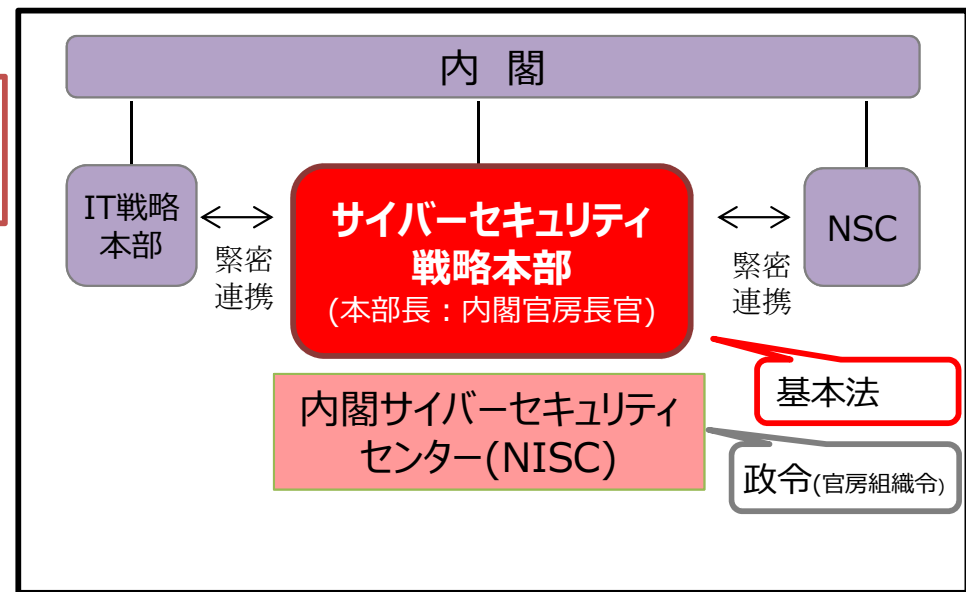 内 閣
IT戦略
本部
緊密
連携
サイバーセキュリティ
戦略本部
(本部長：内閣官房長官)
緊密
連携
NSC
内閣サイバーセキュリティ
センター(NISC)
基本法
政令(官房組織令)